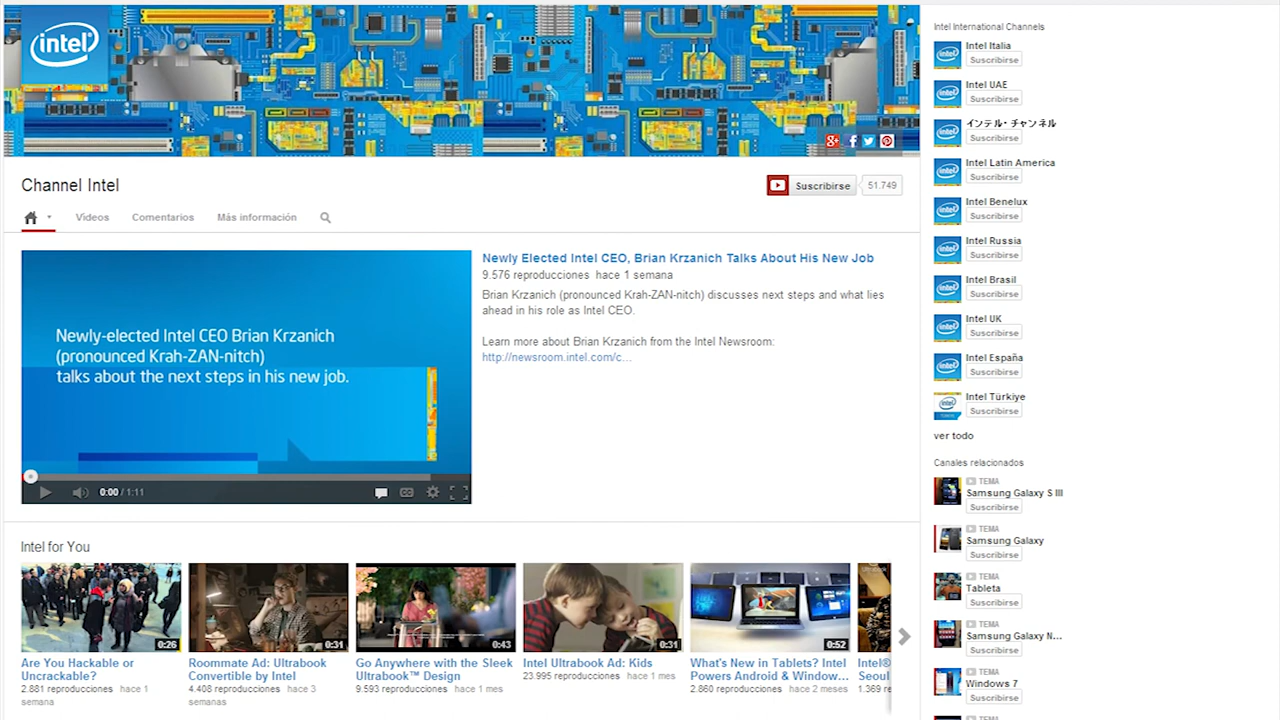 intel
Channel Intel
Suscribirse 51.749
Videos Comentarios Más información
Newly-elected Intel CEO Brian Krzanich
(pronounced Krah-ZAN-nitch)
talks about the next steps in his new job.
0:00 / 1:11
Newly Elected Intel CEO, Brian Krzanich Talks About His New Job
9.576 reproducciones hace 1 semana
Brian Krzanich (pronounced Krah-ZAN-nitch) discusses next steps and what lies
ahead in his role as Intel CEO.
Learn more about Brian Krzanich from the Intel Newsroom:
http://newsroom.intel.com/c...
Intel for You
0:26
Are You Hackable or
Uncrackable?
2.881 reproducciones hace 1
semana
0:31
Roommate Ad: Ultrabook
Convertible by Intel
4.408 reproducciones hace 3
semanas
0:43
Go Anywhere with the Sleek
Ultrabook™ Design
9.593 reproducciones hace 1 mes
0:31
Intel Ultrabook Ad: Kids
23.995 reproducciones hace 1 mes
0:52
What's New in Tablets? Intel
Powers Android & Window...
2.860 reproducciones hace 2 meses
Ultrabook
Intel®
Seoul
1.369 re
Intel International Channels
Intel Italia
Suscribirse
Intel UAE
Suscribirse
インテル・チャンネル
Suscribirse
Intel Latin America
Suscribirse
Intel Benelux
Suscribirse
Intel Russia
Suscribirse
Intel Brasil
Suscribirse
Intel UK
Suscribirse
Intel España
Suscribirse
Intel Türkiye
Suscribirse
ver todo
Canales relacionados
TEMA
Samsung Galaxy S III
Suscribirse
TEMA
Samsung Galaxy
Suscribirse
TEMA
Tableta
Suscribirse
TEMA
Samsung Galaxy N...
Suscribirse
TEMA
Windows 7
Suscribirse
TEMA